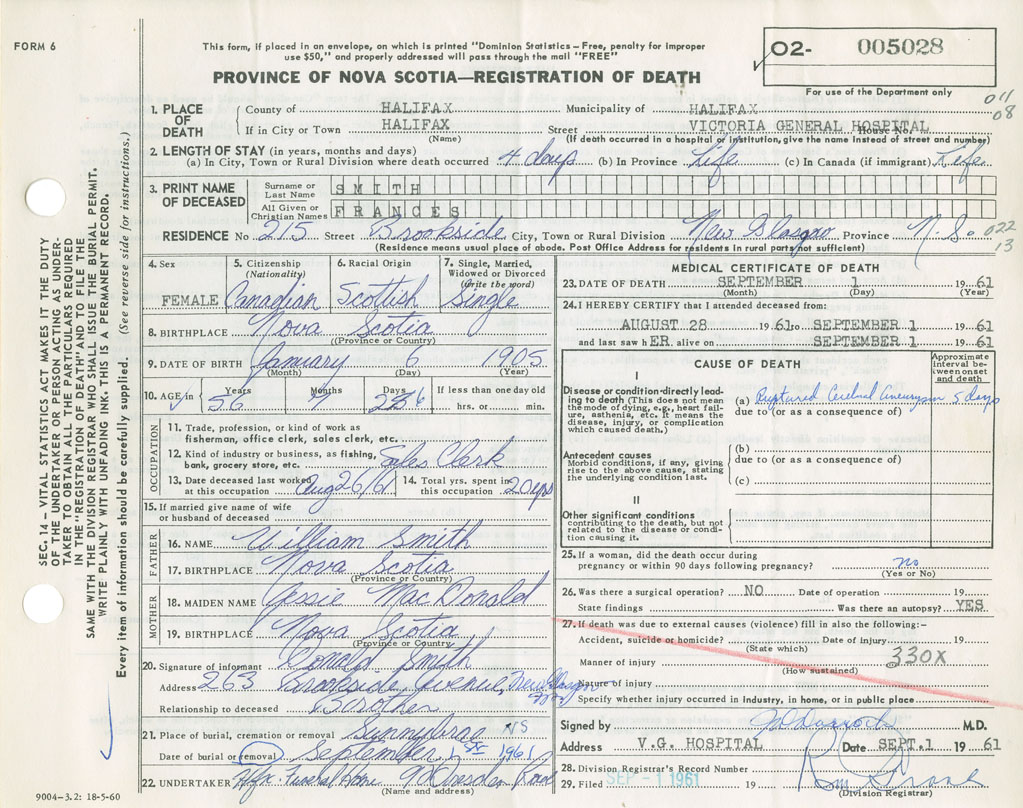 FORM 6
This form, if placed in an envelope, on which is printed "Dominion Statistics – Free, penalty for improper
use $50," and properly addressed will pass through the mail "FREE"
PROVINCE OF NOVA SCOTIA—REGISTRATION OF DEATH
02- 005028
For use of the Department only
011
08
1. PLACE OF DEATH
County of HALIFAX Municipality of HALIFAX
If in City or Town HALIFAX Street VICTORIA GENERAL HOSPITAL House No.
(Name) (If death occurred in a hospital or institution, give the name instead of street and number)
2. LENGTH OF STAY (in years, months and days)
(a) In City, Town or Rural Division where death occurred 4 days (b) In Province Life (c) In Canada (if immigrant) Life
3. PRINT NAME OF DECEASED
Surname or Last Name SMITH
All Given or Christian Names FRANCES
RESIDENCE No 215 Street Brookside City, Town or Rural Division New Glasgow Province N.S. 022
13
(Residence means usual place of abode. Post Office Address for residents in rural parts not sufficient)
4. Sex 5. Citizenship (Nationality) 6. Racial Origin 7. Single, Married, Widowed or Divorced (Write the word)
FEMALE Canadian Scottish Single
8. BIRTHPLACE Nova Scotia
(Province or Country)
9. DATE OF BIRTH January 6 1905
(Month) (Day) (Year)
10. AGE in Years Months Days If less than one day old
56 7 26 hrs. or min.
OCCUPATION
11. Trade, profession, or kind of work as
fisherman, office clerk, sales clerk, etc.
12. Kind of industry or business, as fishing,
bank, grocery store, etc. Sales Clerk
13. Date deceased last worked at this occupation Aug 26/61 14. Total yrs. spent in this occupation 20 yrs
15. If married give name of wife
or husband of deceased
FATHER
16. NAME William Smith
17. BIRTHPLACE Nova Scotia
(Province or Country)
MOTHER
18. MAIDEN NAME Jessie MacDonald
19. BIRTHPLACE Nova Scotia
(Province or Country)
20. Signature of informant Donald Smith
Address 263 Brookside Avenue, New Glasgow
Relationship to deceased Brother
21. Place of burial, cremation or removal Sunnybrae NS
Date of burial or removal September 1st 1961
22. UNDERTAKER Hfx. Funeral Home Road
(Name and address)
9004–3.2: 18-5-60
MEDICAL CERTIFICATE OF DEATH
23. DATE OF DEATH SEPTEMBER 1 19 61
(Month) (Day) (Year)
24. I HEREBY CERTIFY that I attended deceased from:
AUGUST 28 1961 to SEPTEMBER 1 19 61
and last saw hER. alive on SEPTEMBER 1 19 61
CAUSE OF DEATH
Approximate interval between onset and death
I
Disease or condition directly leading to death (This does not mean the mode of dying, e.g., heart failure, asthenia, etc. It means the disease, injury, or complication which caused death.)
(a) Ruptured Cerebral aneurysm 5 days
due to (or as a consequence of)
Antecedent causes
Morbid conditions, if any, giving rise to the above cause, stating the underlying condition last.
(b)
due to (or as a consequence of)
(c)
II
Other significant conditions
contributing to the death, but not related to the disease or condition causing it.
25. If a woman, did the death occur during
pregnancy or within 90 days following pregnancy? no
(Yes or No)
26. Was there a surgical operation? NO Date of operation 19
State findings Was there an autopsy? YES
27. If death was due to external causes (violence) fill in also the following:-
Accident, suicide or homicide? Date of injury 19
(State which)
Manner of injury 330X
(How sustained)
Nature of injury
Specify whether injury occurred in industry, in home, or in public place
Signed by M.D.
Address V.G. HOSPITAL Date SEPT. 1 19 61
28. Division Registrar's Record Number
29. Filed SEP - 1 1961 19
(Division Registrar)
SEC. 14 – VITAL STATISTICS ACT MAKES IT THE DUTY
OF THE UNDERTAKER OR PERSON ACTING AS UNDER-
TAKER TO OBTAIN ALL THE PARTICULARS REQUIRED
IN THE "REGISTRATION OF DEATH" AND TO FILE THE
SAME WITH THE DIVISION REGISTRAR WHO SHALL ISSUE THE BURIAL PERMIT.
WRITE PLAINLY WITH UNFADING INK. THIS IS A PERMANENT RECORD.
Every item of information should be carefully supplied. (See reverse side for instructions.)